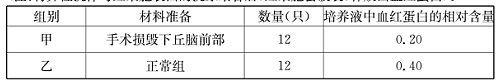 组别 材料准备 数量(只) 培养液中血红蛋白的相对含量
甲 手术损毁下丘脑前部 12 0.20
乙 正常组 12 0.40